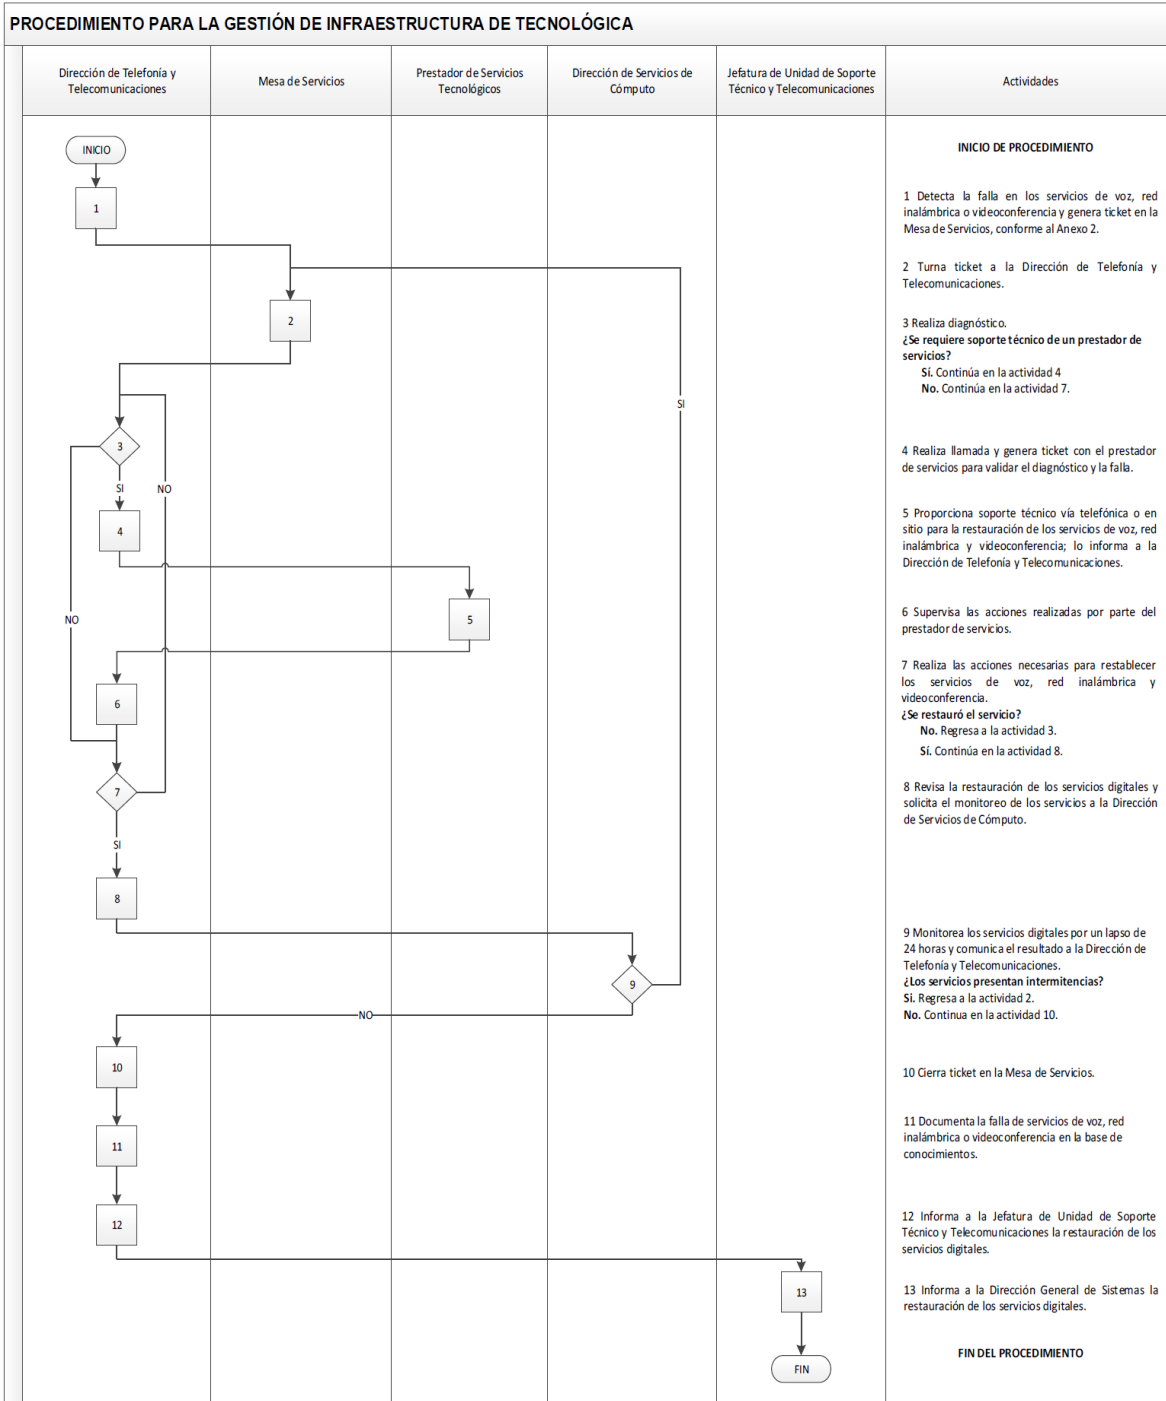 PROCEDIMIENTO PARA LA GESTIÓN DE INFRAESTRUCTURA DE TECNOLÓGICA
Dirección de Telefonía y
Telecomunicaciones
Mesa de Servicios
Prestador de Servicios
Tecnológicos
Dirección de Servicios de
Cómputo
Jefatura de Unidad de Soporte
Técnico y Telecomunicaciones
Actividades
INICIO
1
2
SI
3
SI
NO
4
NO
5
6
7
SI
8
9
NO
10
11
12
13
FIN
INICIO DE PROCEDIMIENTO
1 Detecta la falla en los servicios de voz, red
inalámbrica o videoconferencia y genera ticket en la
Mesa de Servicios, conforme al Anexo 2.
2 Turna ticket a la Dirección de Telefonía y
Telecomunicaciones.
3 Realiza diagnóstico.
¿Se requiere soporte técnico de un prestador de
servicios?
Sí. Continúa en la actividad 4
No. Continúa en la actividad 7.
4 Realiza llamada y genera ticket con el prestador
de servicios para validar el diagnóstico y la falla.
5 Proporciona soporte técnico vía telefónica o en
sitio para la restauración de los servicios de voz, red
inalámbrica y videoconferencia; lo informa a la
Dirección de Telefonía y Telecomunicaciones.
6 Supervisa las acciones realizadas por parte del
prestador de servicios.
7 Realiza las acciones necesarias para restablecer
los servicios de voz, red inalámbrica y
videoconferencia.
¿Se restauró el servicio?
No. Regresa a la actividad 3.
Sí. Continúa en la actividad 8.
8 Revisa la restauración de los servicios digitales y
solicita el monitoreo de los servicios a la Dirección
de Servicios de Cómputo.
9 Monitorea los servicios digitales por un lapso de
24 horas y comunica el resultado a la Dirección de
Telefonía y Telecomunicaciones.
¿Los servicios presentan intermitencias?
Si. Regresa a la actividad 2.
No. Continua en la actividad 10.
10 Cierra ticket en la Mesa de Servicios.
11 Documenta la falla de servicios de voz, red
inalámbrica o videoconferencia en la base de
conocimientos.
12 Informa a la Jefatura de Unidad de Soporte
Técnico y Telecomunicaciones la restauración de los
servicios digitales.
13 Informa a la Dirección General de Sistemas la
restauración de los servicios digitales.
FIN DEL PROCEDIMIENTO